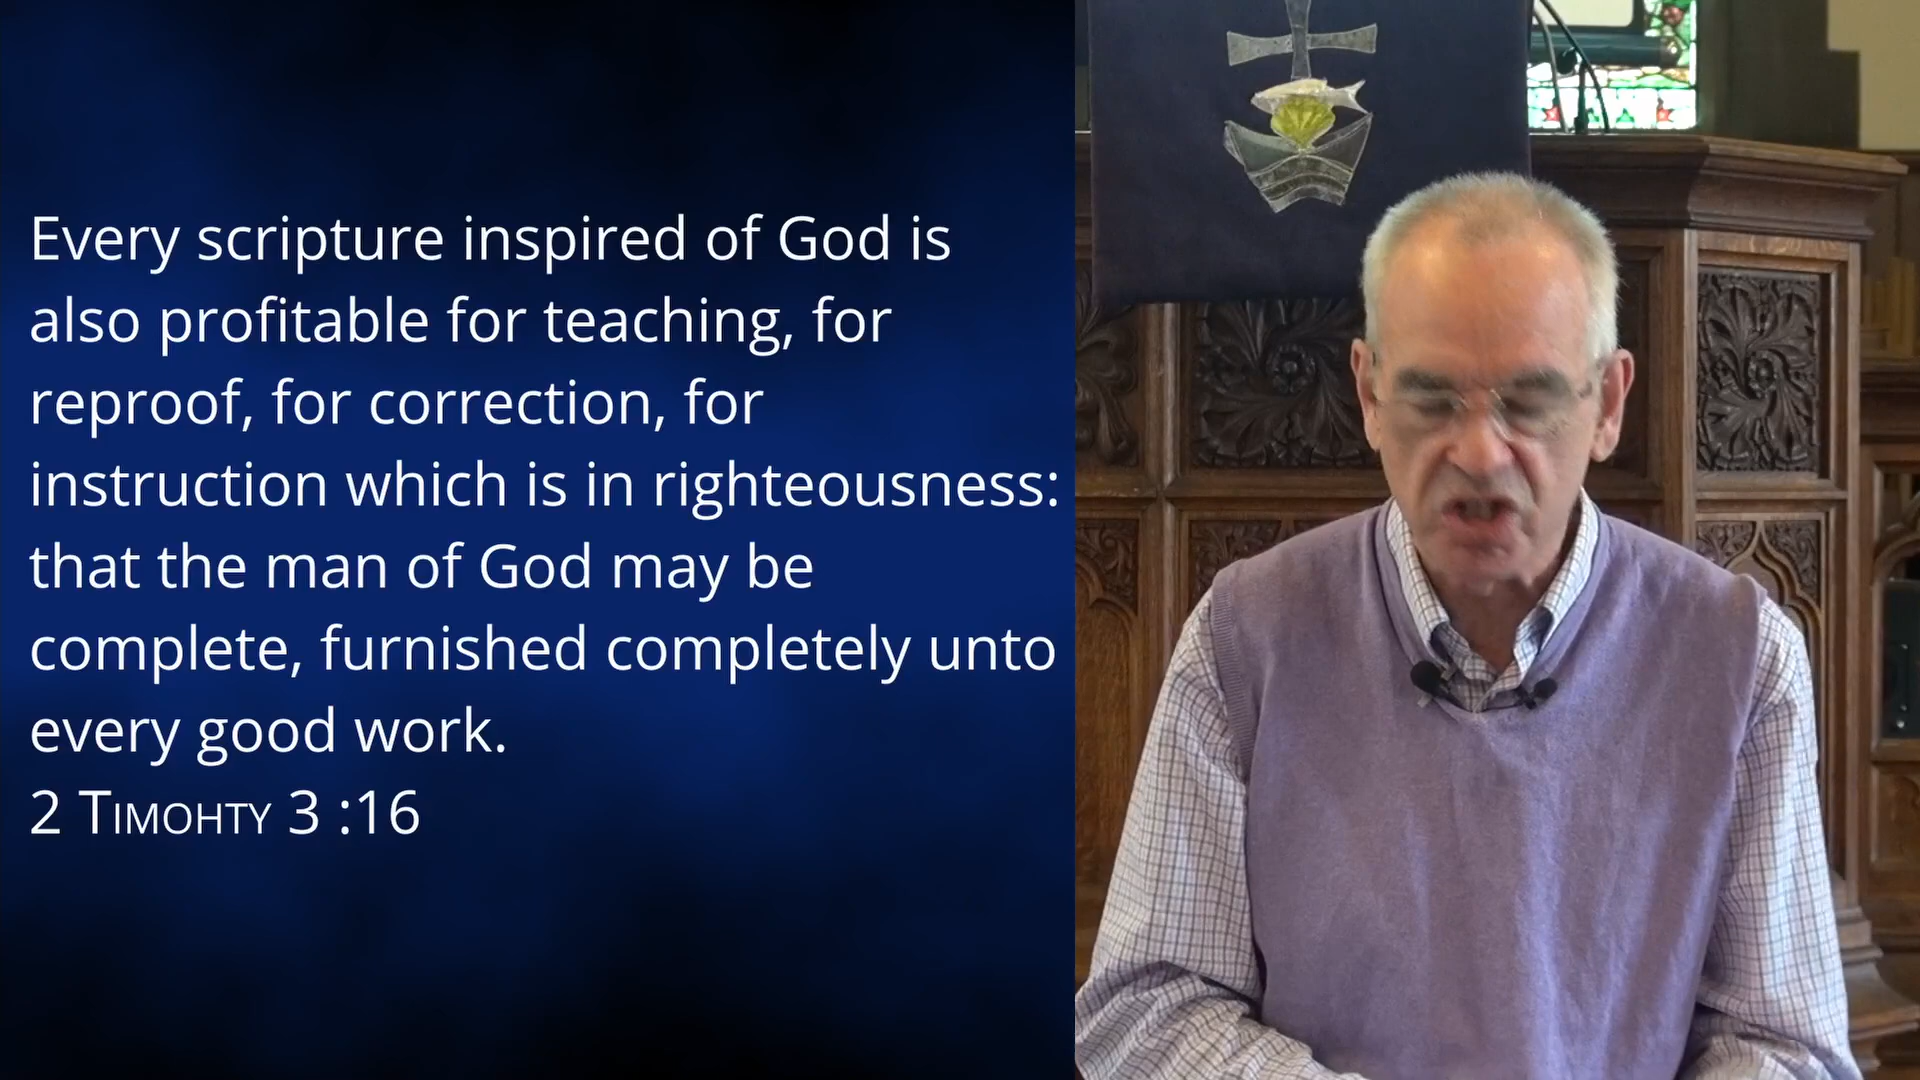 Every scripture inspired of God is
also profitable for teaching, for
reproof, for correction, for
instruction which is in righteousness:
that the man of God may be
complete, furnished completely unto
every good work.
2 Timohty 3 :16